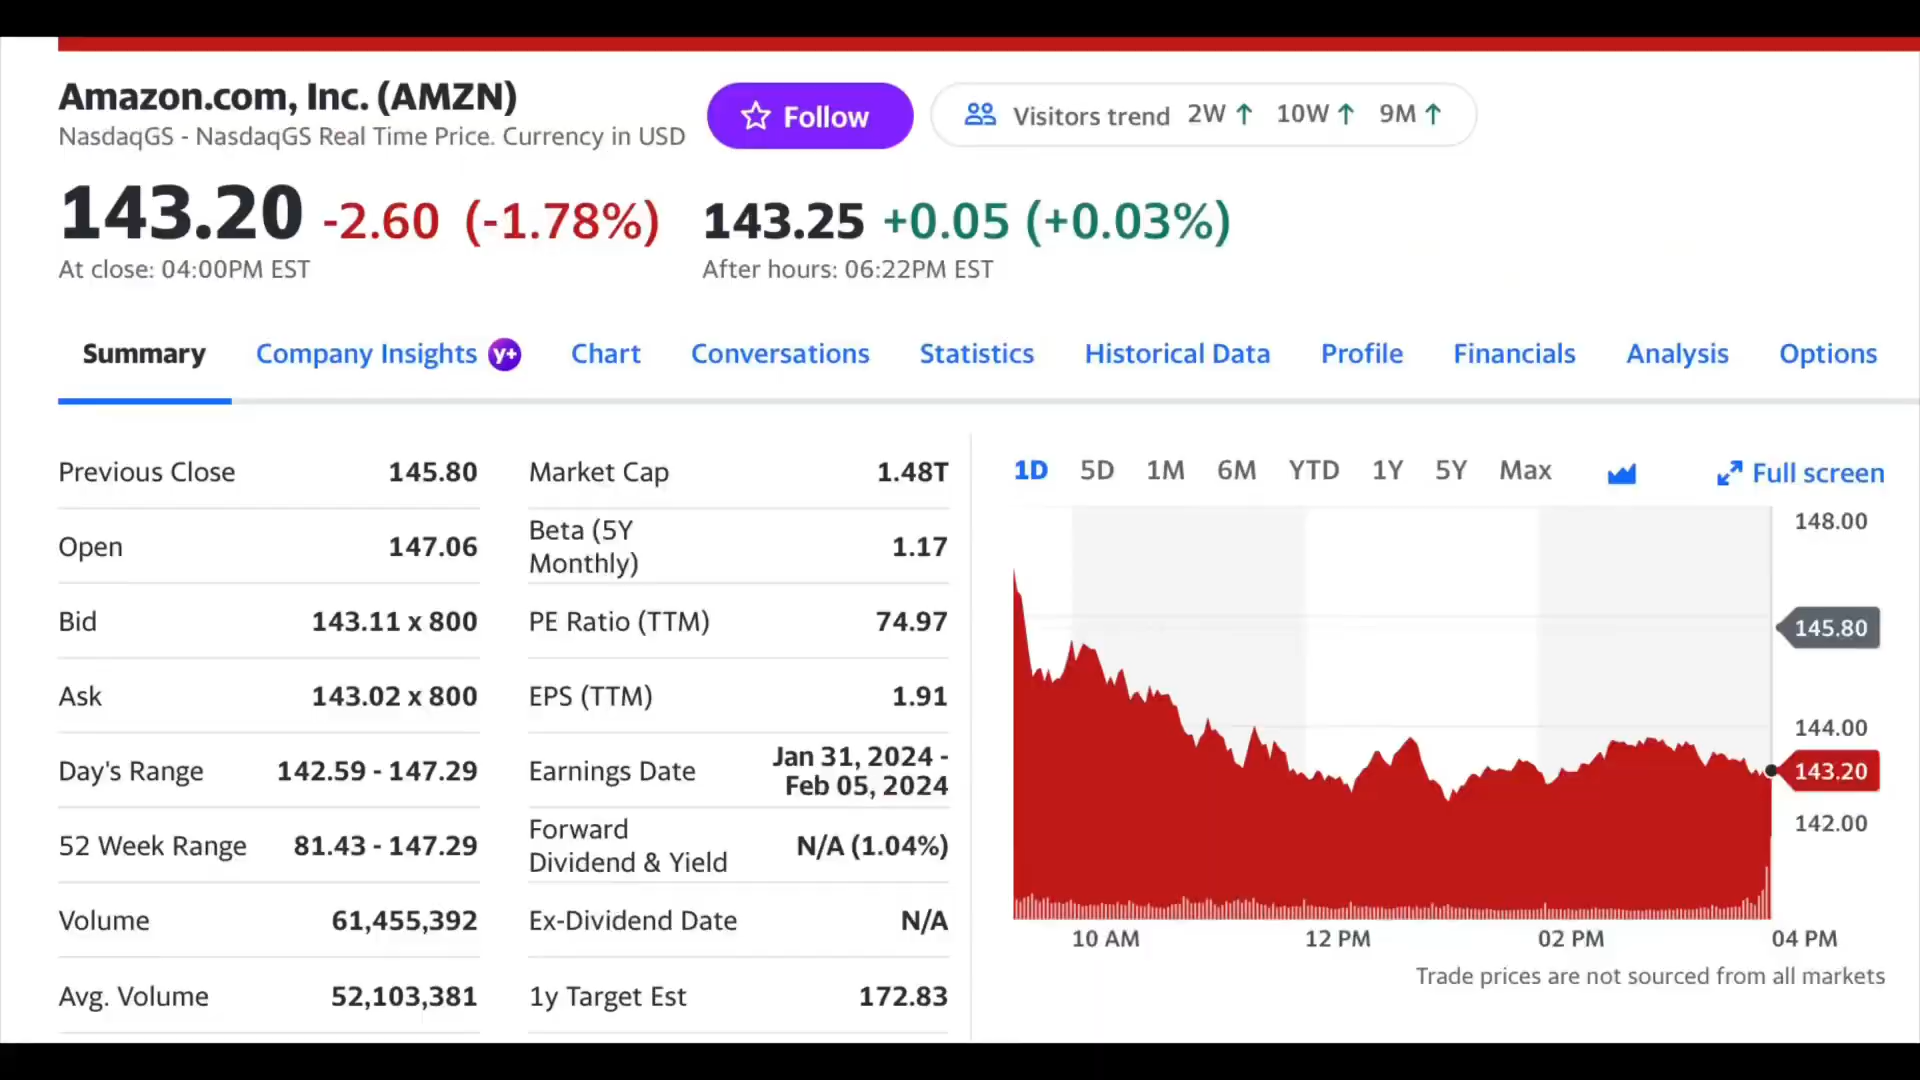 Amazon.com, Inc. (AMZN)
NasdaqGS - NasdaqGS Real Time Price. Currency in USD
Follow
Visitors trend 2W ↑ 10W ↑ 9M ↑
143.20 -2.60 (-1.78%)
At close: 04:00PM EST
143.25 +0.05 (+0.03%)
After hours: 06:22PM EST
Summary Company Insights y+ Chart Conversations Statistics Historical Data Profile Financials Analysis Options
Previous Close 145.80
Open 147.06
Bid 143.11 x 800
Ask 143.02 x 800
Day's Range 142.59 - 147.29
52 Week Range 81.43 - 147.29
Volume 61,455,392
Avg. Volume 52,103,381
Market Cap 1.48T
Beta (5Y
Monthly) 1.17
PE Ratio (TTM) 74.97
EPS (TTM) 1.91
Earnings Date Jan 31, 2024 -
Feb 05, 2024
Forward
Dividend & Yield N/A (1.04%)
Ex-Dividend Date N/A
1y Target Est 172.83
1D 5D 1M 6M YTD 1Y 5Y Max Full screen
148.00
145.80
144.00
143.20
142.00
10 AM 12 PM 02 PM 04 PM
Trade prices are not sourced from all markets